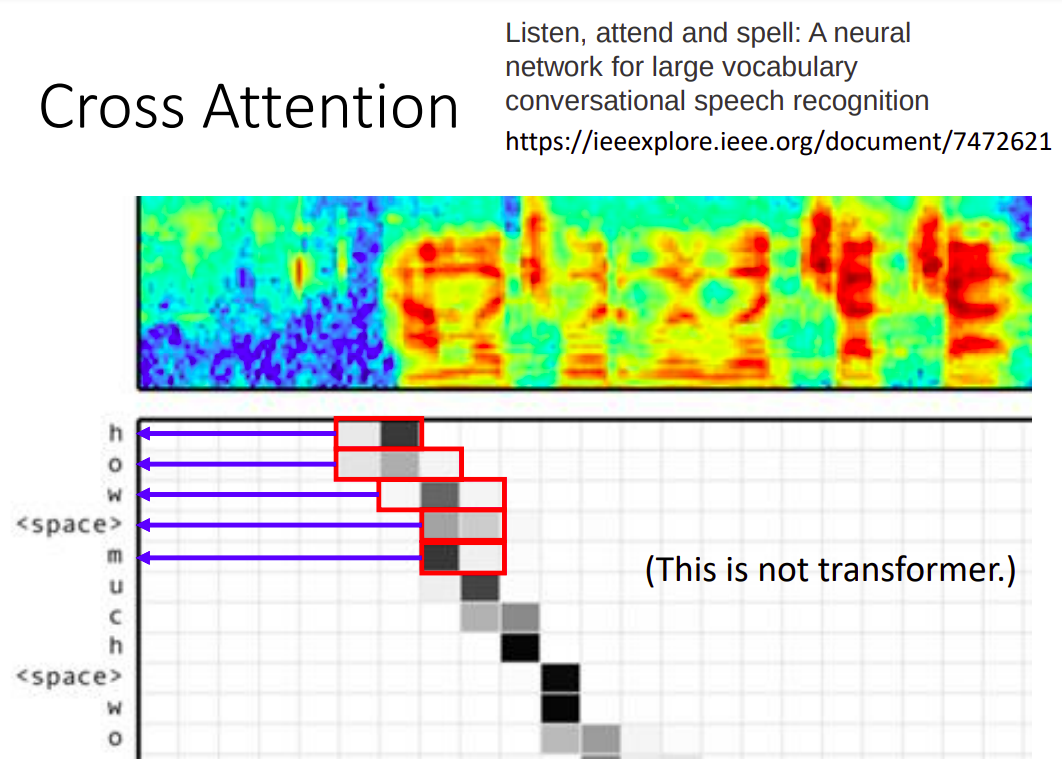 Cross Attention
Listen, attend and spell: A neural
network for large vocabulary
conversational speech recognition
https://ieeexplore.ieee.org/document/7472621
h
o
w
<space>
m
u
c
h
<space>
w
o
(This is not transformer.)